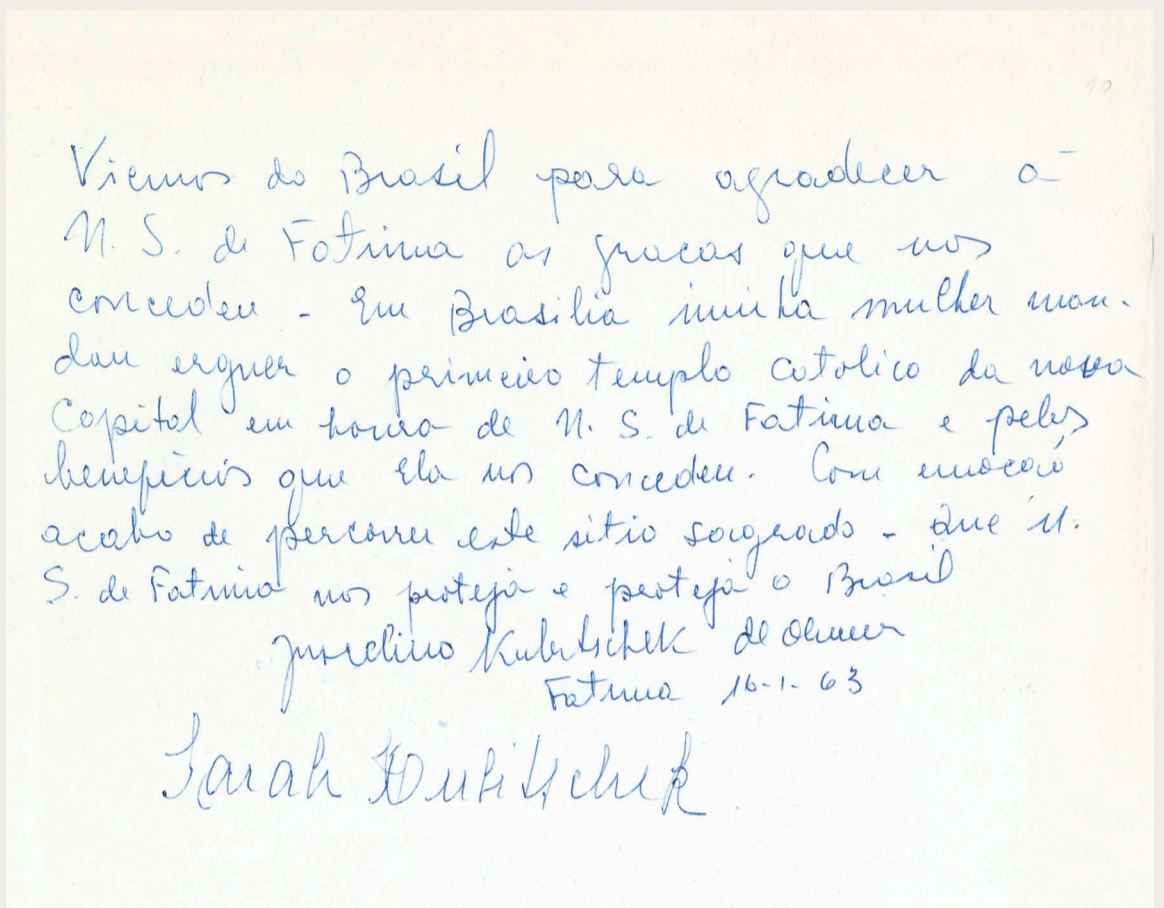 10
Viemos do Brasil para agradecer à
N. S. de Fatima as graças que nos
concedeu - Em Brasilia minha mulher man-
dou erguer o primeiro templo catolico da nova
Capital em honra de N. S. de Fatima e pelos
beneficios que Ela nos concedeu. Com emoção
acabo de percorrer este sitio sagrado - Que N.
S. de Fatima nos proteja e proteja o Brasil
Juscelino Kubitschek de Oliveira
Fatima 16-1-63
Sarah Kubitschek